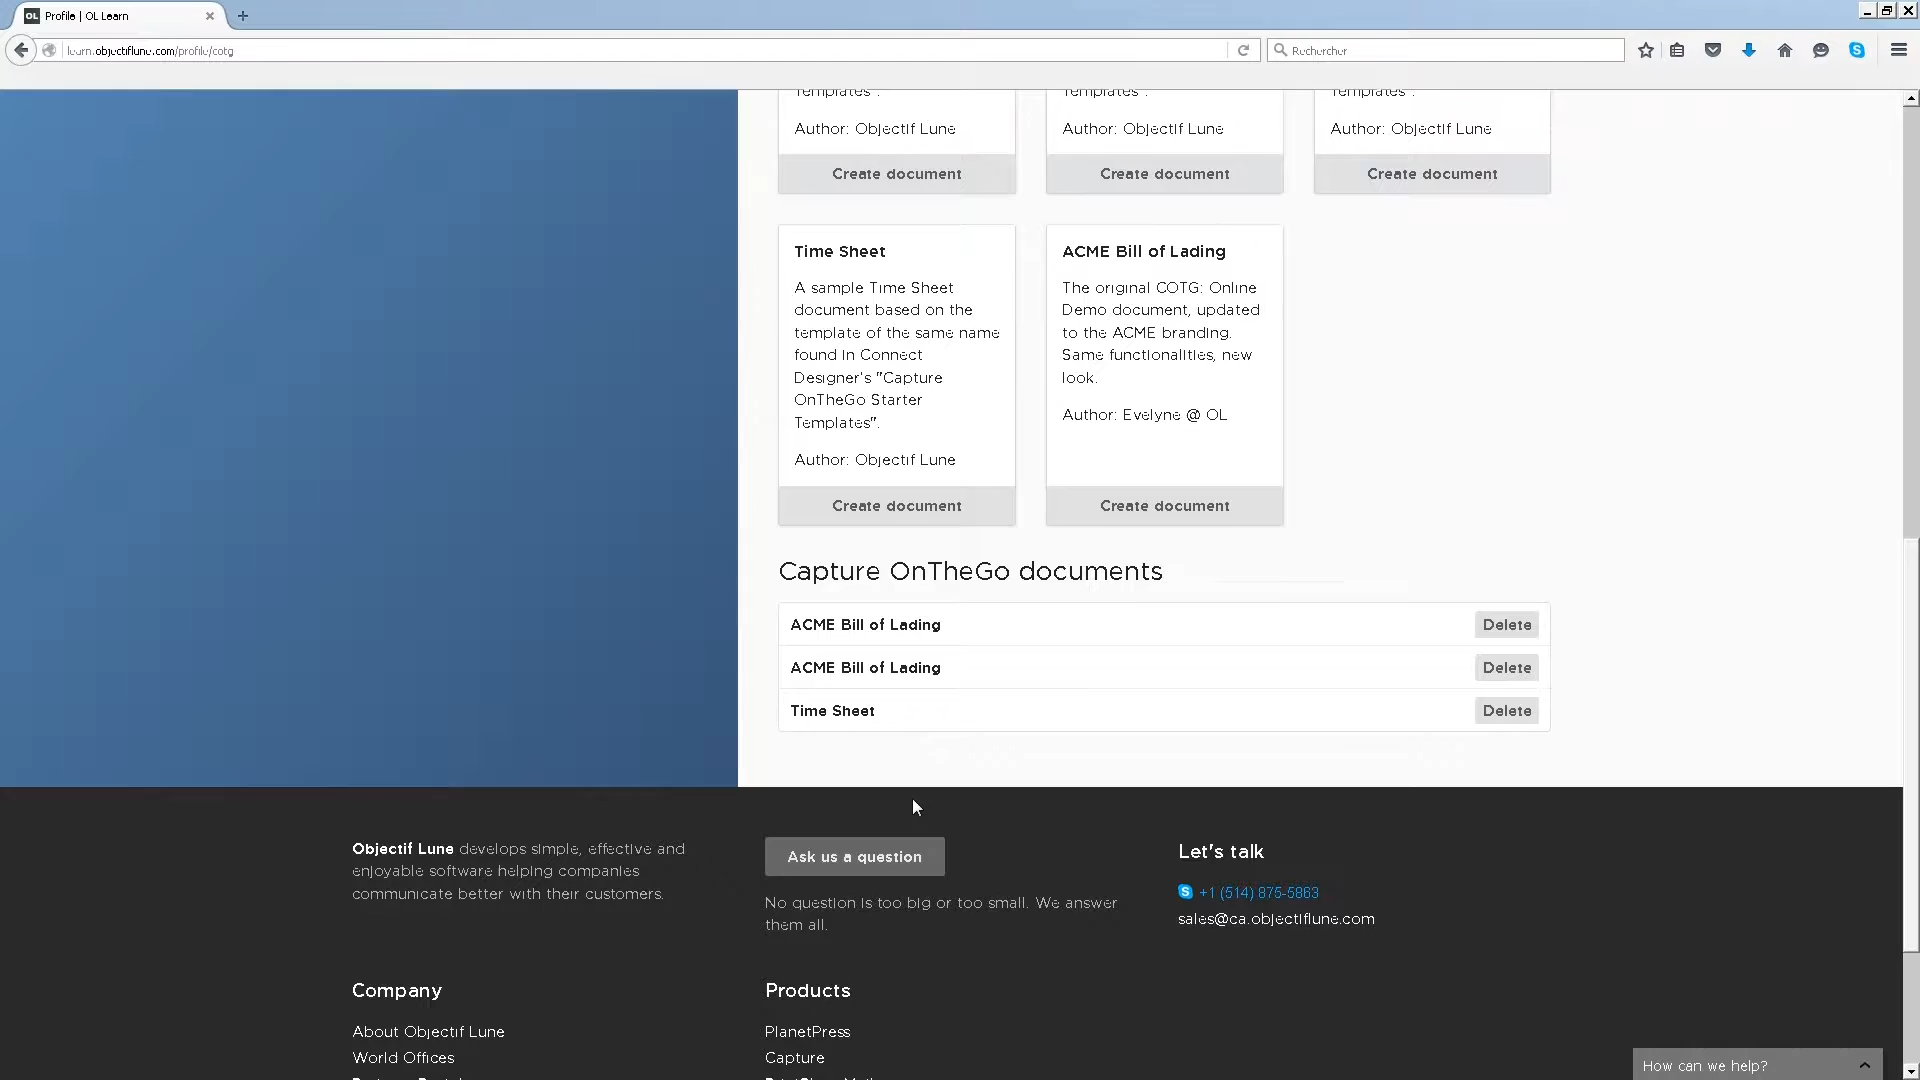 OL Profile | OL Learn
learn.objectiflune.com/profile/cotg
Rechercher
Templates".
Templates".
Templates".
Author: Objectif Lune
Author: Objectif Lune
Author: Objectif Lune
Create document
Create document
Create document
Time Sheet
A sample Time Sheet
document based on the
template of the same name
found in Connect
Designer's "Capture
OnTheGo Starter
Templates".
Author: Objectif Lune
Create document
ACME Bill of Lading
The original COTG: Online
Demo document, updated
to the ACME branding.
Same functionalities, new
look.
Author: Evelyne @ OL
Create document
Capture OnTheGo documents
ACME Bill of Lading Delete
ACME Bill of Lading Delete
Time Sheet Delete
Objectif Lune develops simple, effective and
enjoyable software helping companies
communicate better with their customers.
Ask us a question
No question is too big or too small. We answer
them all.
Let's talk
+1 (514) 875-5863
sales@ca.objectiflune.com
Company
About Objectif Lune
World Offices
Products
PlanetPress
Capture
How can we help?